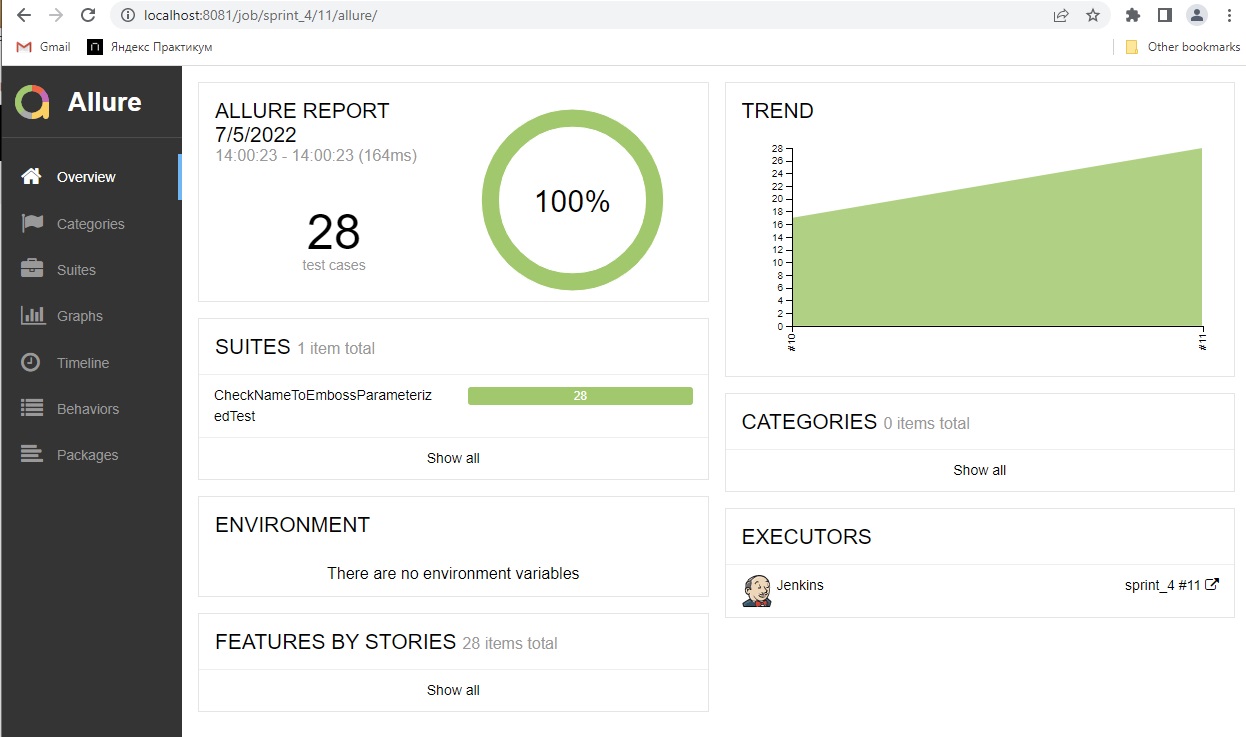 localhost:8081/job/sprint_4/11/allure/
Gmail
Яндекс Практикум
Other bookmarks
Allure
Overview
Categories
Suites
Graphs
Timeline
Behaviors
Packages
ALLURE REPORT
7/5/2022
14:00:23 - 14:00:23 (164ms)
28
test cases
100%
SUITES 1 item total
CheckNameToEmbossParameteriz
edTest
28
Show all
ENVIRONMENT
There are no environment variables
FEATURES BY STORIES 28 items total
Show all
TREND
28
26
24
22
20
18
16
14
12
10
8
6
4
2
0
#10
#11
CATEGORIES 0 items total
Show all
EXECUTORS
Jenkins
sprint_4 #11